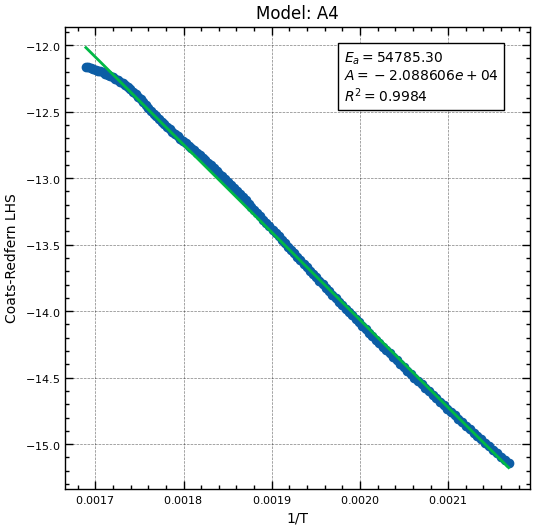 Model: A4
E_a = 54785.30
A = −2.088606e + 04
R² = 0.9984
Coats-Redfern LHS
−12.0
−12.5
−13.0
−13.5
−14.0
−14.5
−15.0
0.0017 0.0018 0.0019 0.0020 0.0021
1/T